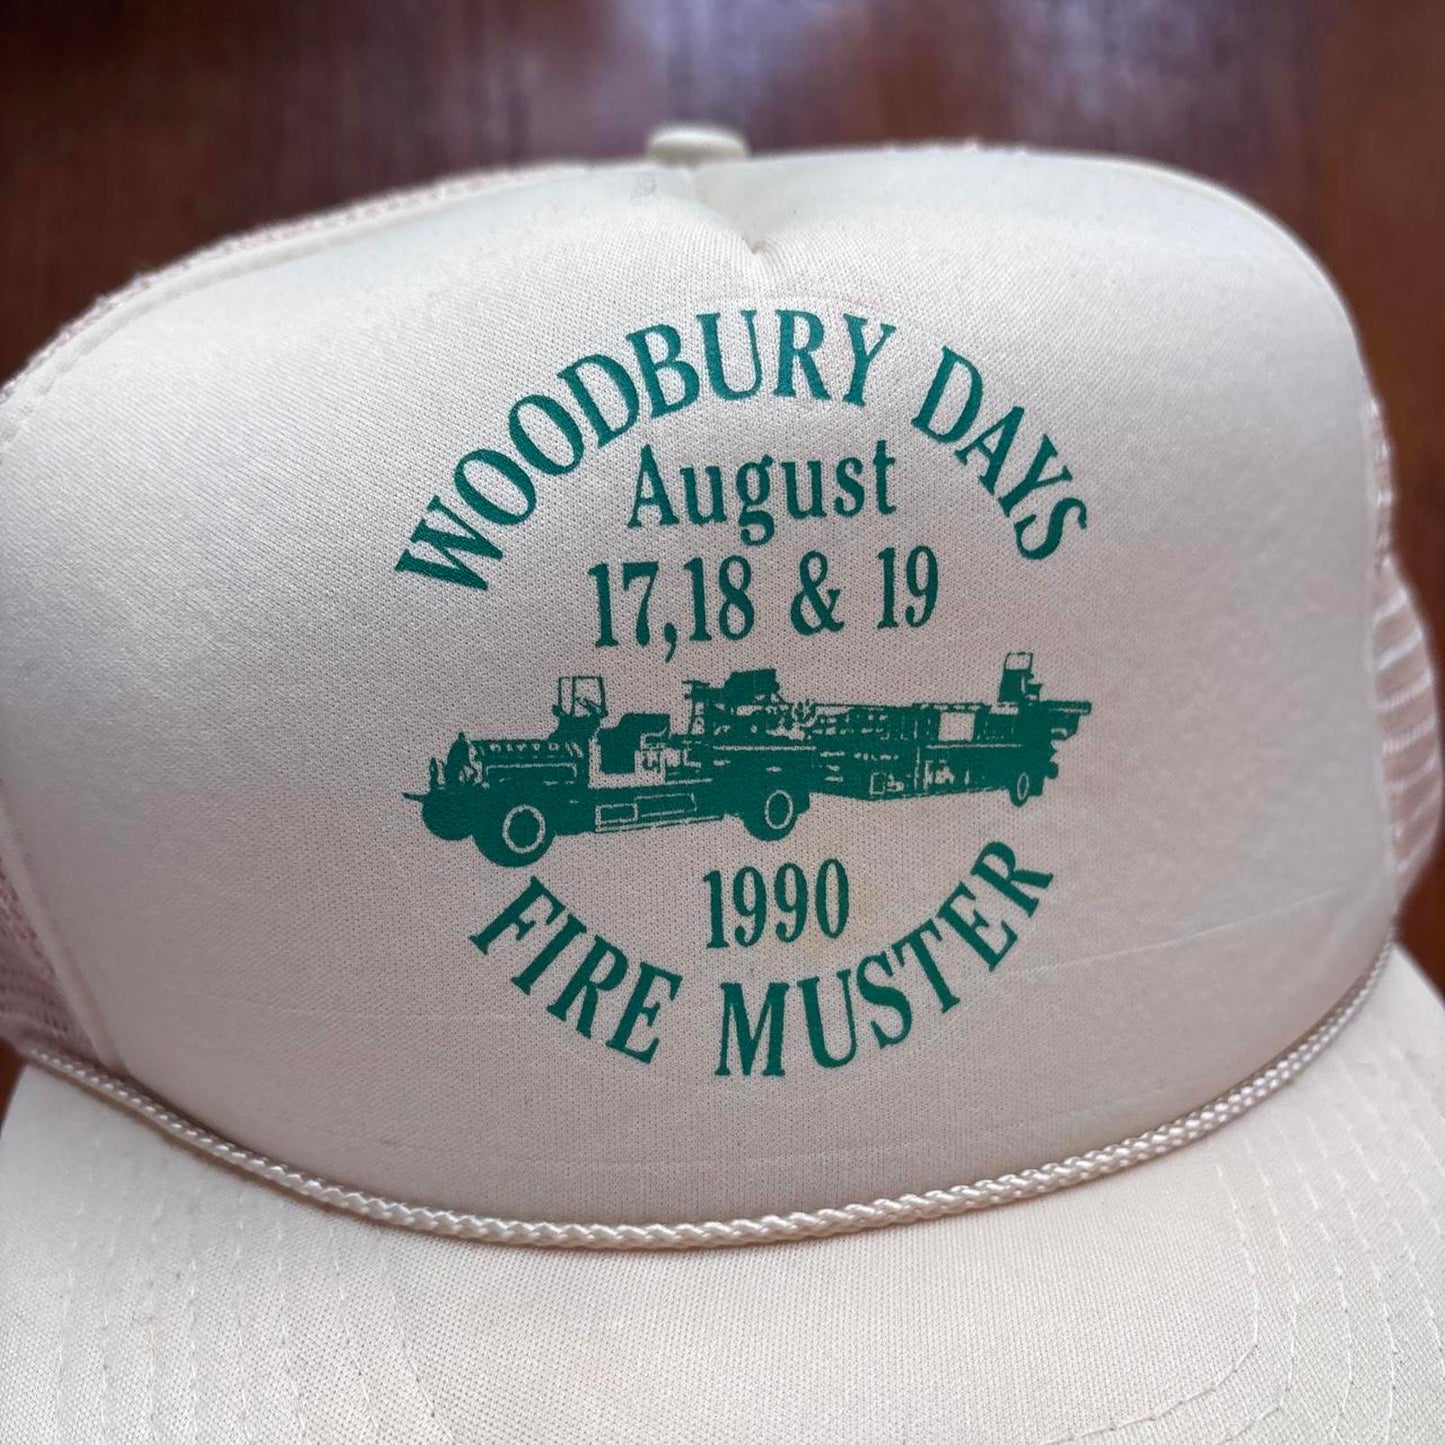 WOODBURY DAYS
August
17,18 & 19
1990
FIRE MUSTER